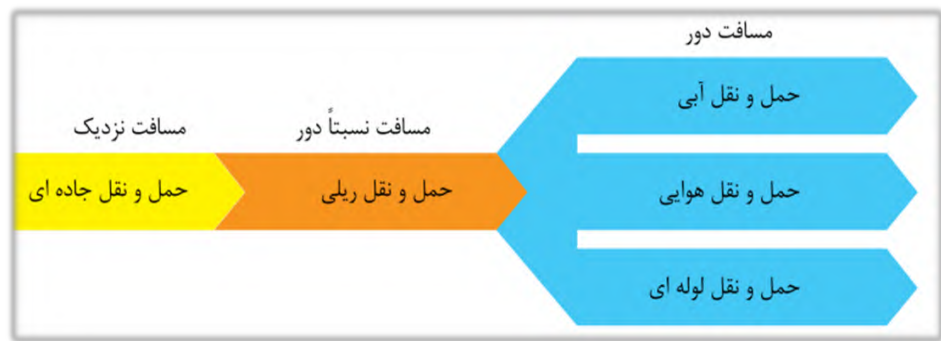 مسافت دور
حمل و نقل آبی
مسافت نسبتاً دور
مسافت نزدیک
حمل و نقل هوایی
حمل و نقل ریلی
حمل و نقل جاده ای
حمل و نقل لوله ای